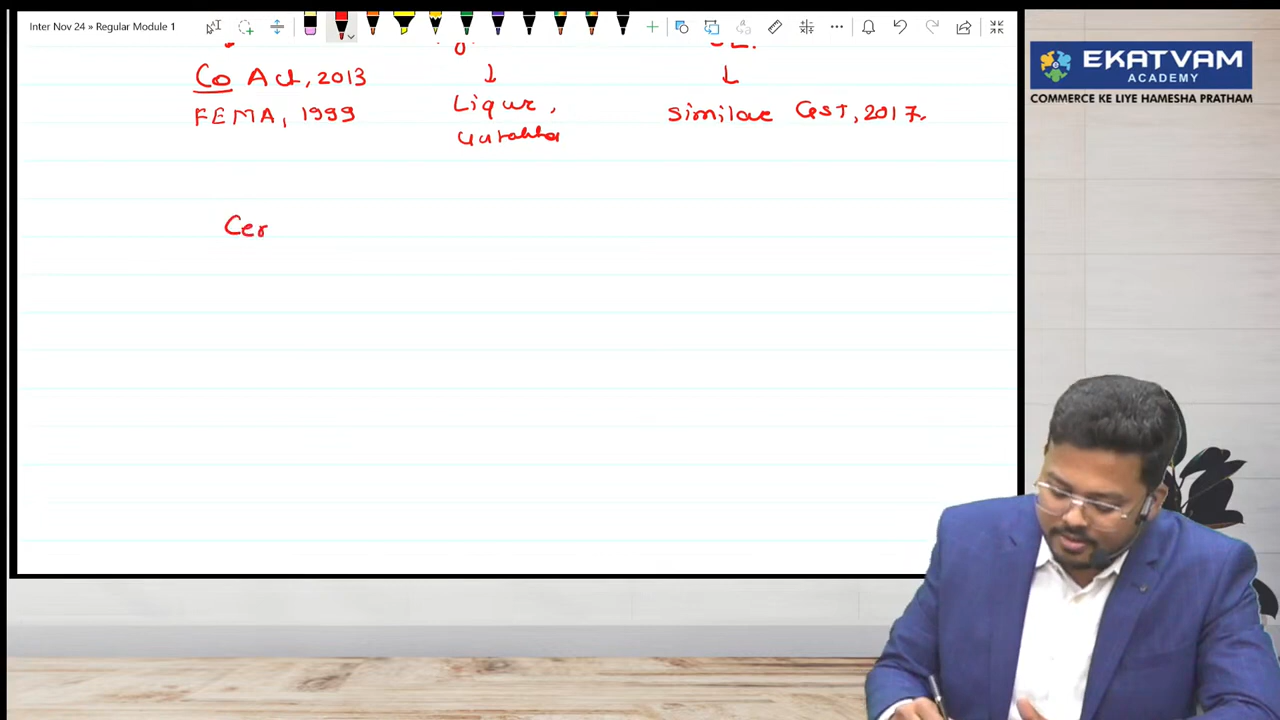 Inter Nov 24 » Regular Module 1
EKATVAM
ACADEMY
COMMERCE KE LIYE HAMESHA PRATHAM
Co Act, 2013
FEMA, 1999
Liqur,
Similar GST, 2017.
Cer